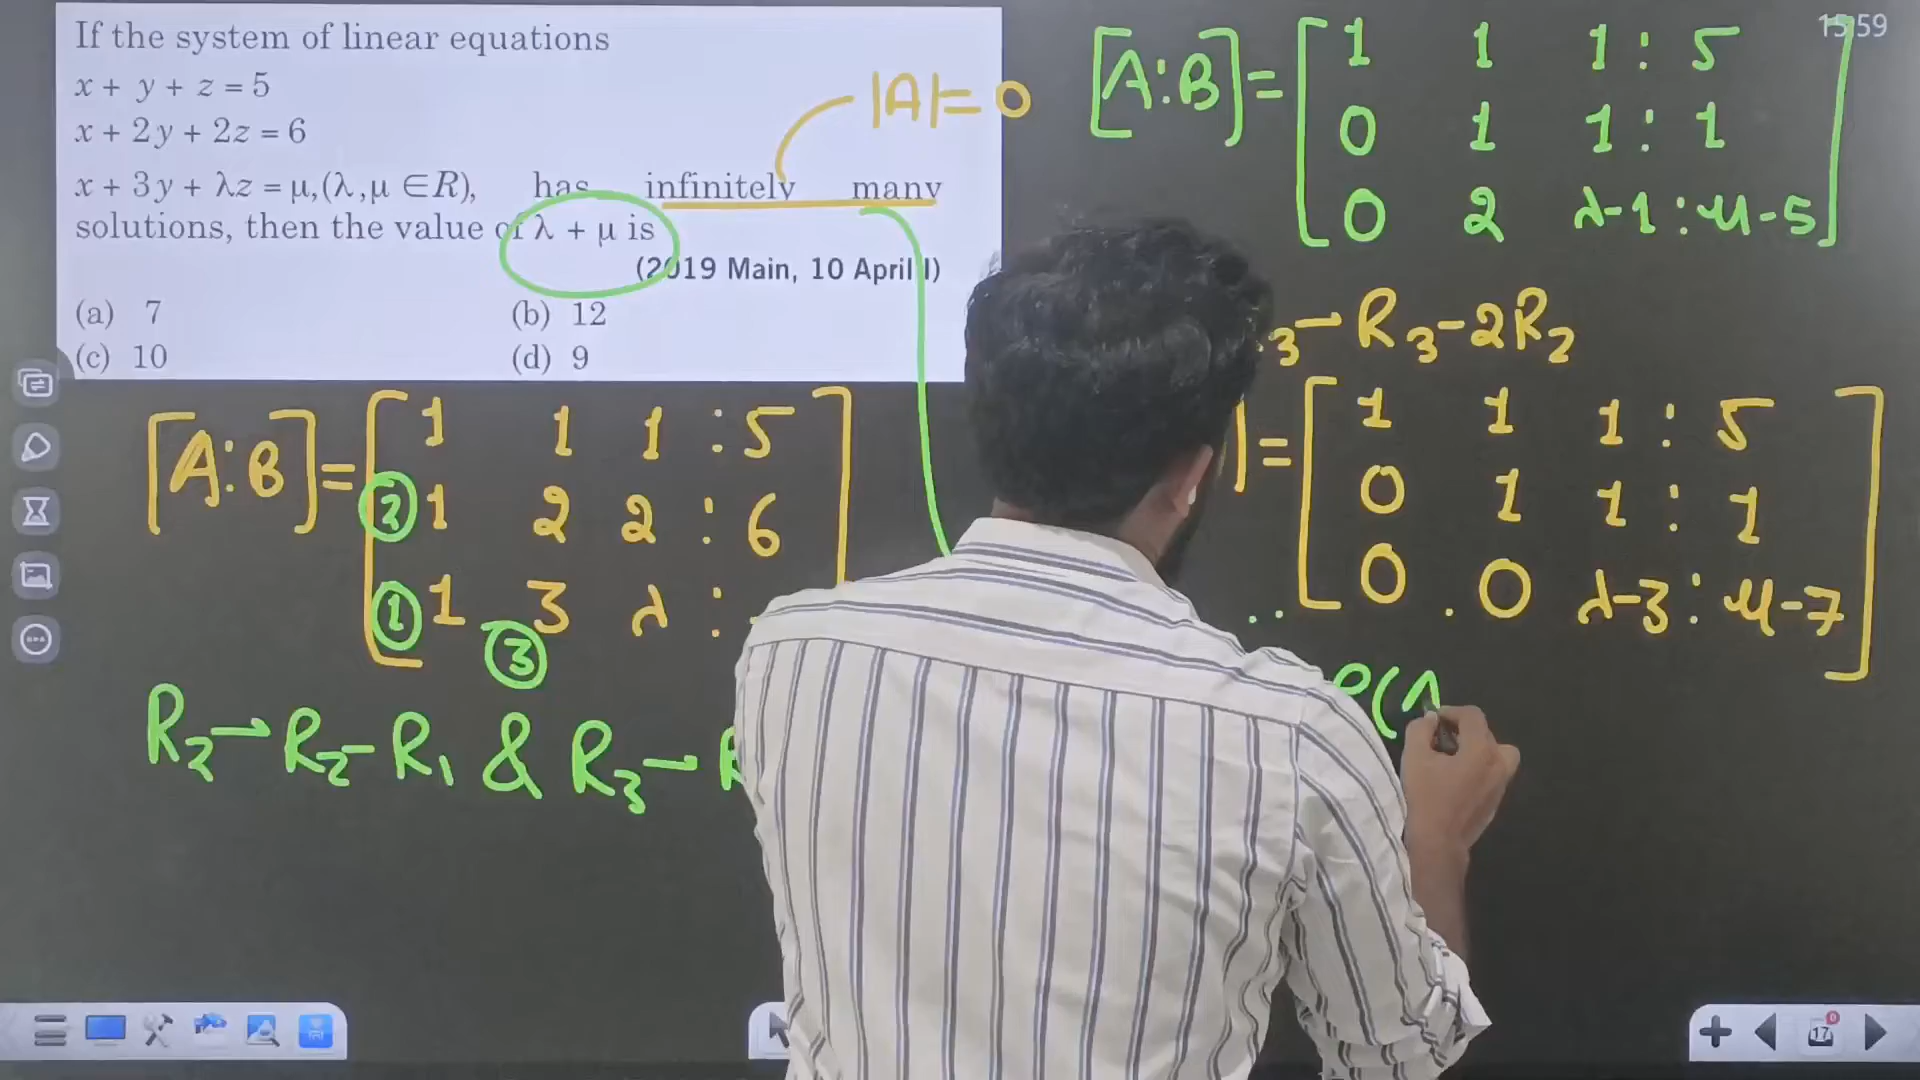 15:59
If the system of linear equations
x + y + z = 5
x + 2y + 2z = 6
x + 3y + λz = μ,(λ,μ ∈R), has infinitely many
solutions, then the value of λ + μ is
(2019 Main, 10 April I)
(a) 7 (b) 12
(c) 10 (d) 9
|A|=0
[A:B]=[1 1 1 : 5
0 1 1 : 1
0 2 λ-1 : μ-5]
3→R3-2R2
[A:B]=[1 1 1 : 5
② 1 2 2 : 6
① 1 3 λ :
③
R2→R2-R1 & R3→R
]=[1 1 1 : 5
0 1 1 : 1
0 0 λ-3 : μ-7]
17
0